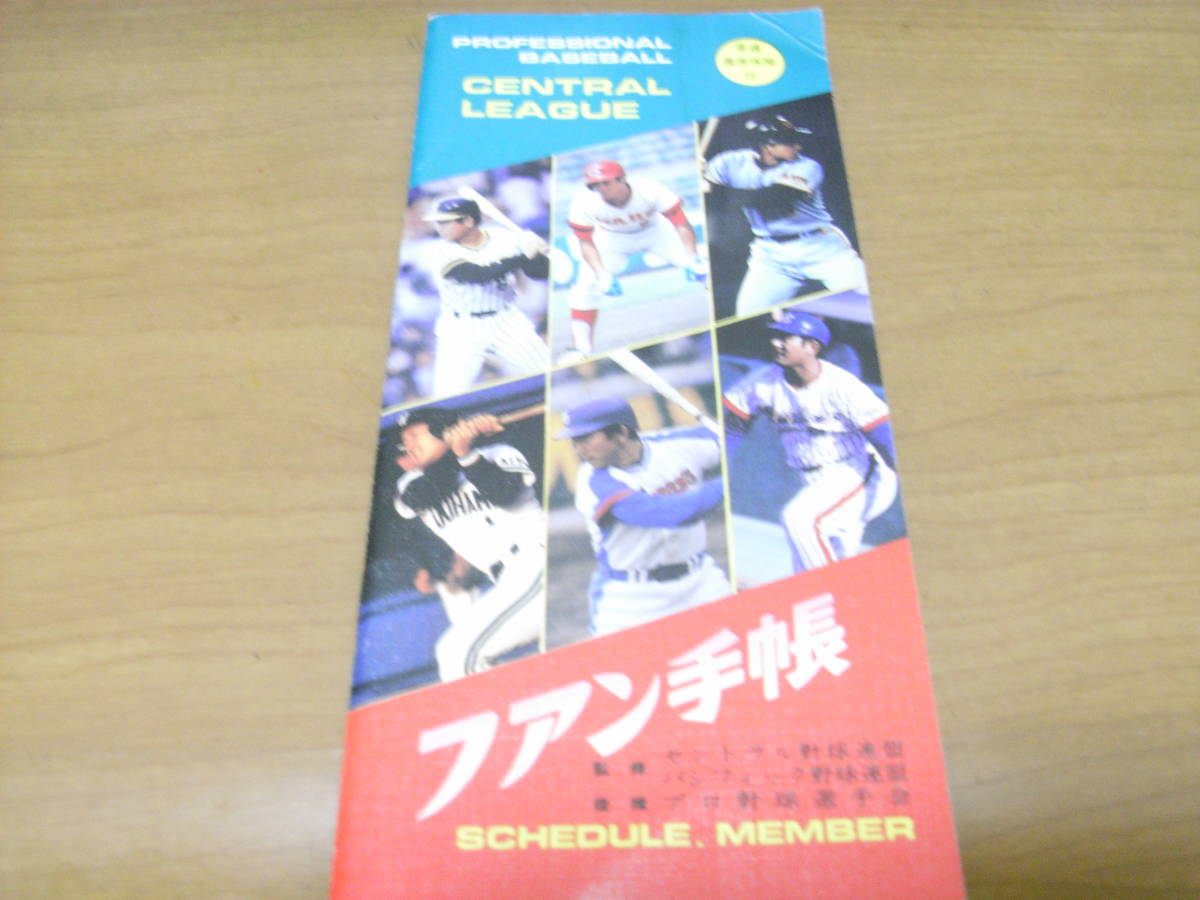 PROFESSIONAL
BASEBALL
CENTRAL
LEAGUE
ファン手帳
監修 セントラル野球連盟
パシフィック野球連盟
後援 プロ野球選手会
SCHEDULE、MEMBER